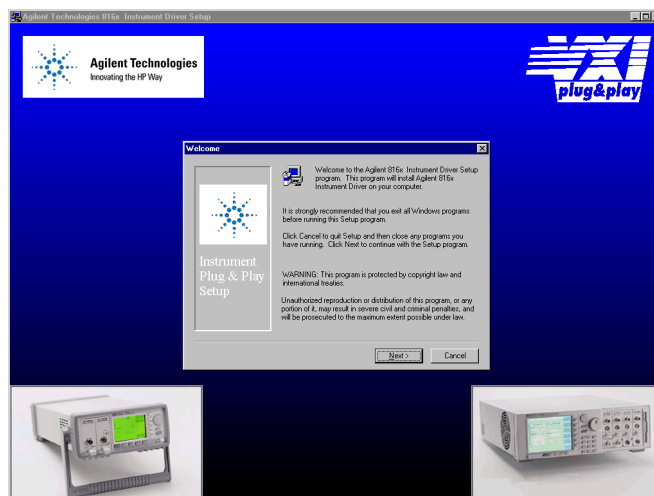 Agilent Technologies 816x Instrument Driver Setup
Agilent Technologies
Innovating the HP Way
VXI
plug&play
Welcome
Welcome to the Agilent 816x Instrument Driver Setup
program. This program will install Agilent 816x
Instrument Driver on your computer.
It is strongly recommended that you exit all Windows programs
before running this Setup program.
Click Cancel to quit Setup and then close any programs you
have running. Click Next to continue with the Setup program.
Instrument
Plug & Play
Setup
WARNING: This program is protected by copyright law and
international treaties.
Unauthorized reproduction or distribution of this program, or any
portion of it, may result in severe civil and criminal penalties, and
will be prosecuted to the maximum extent possible under law.
Next >
Cancel